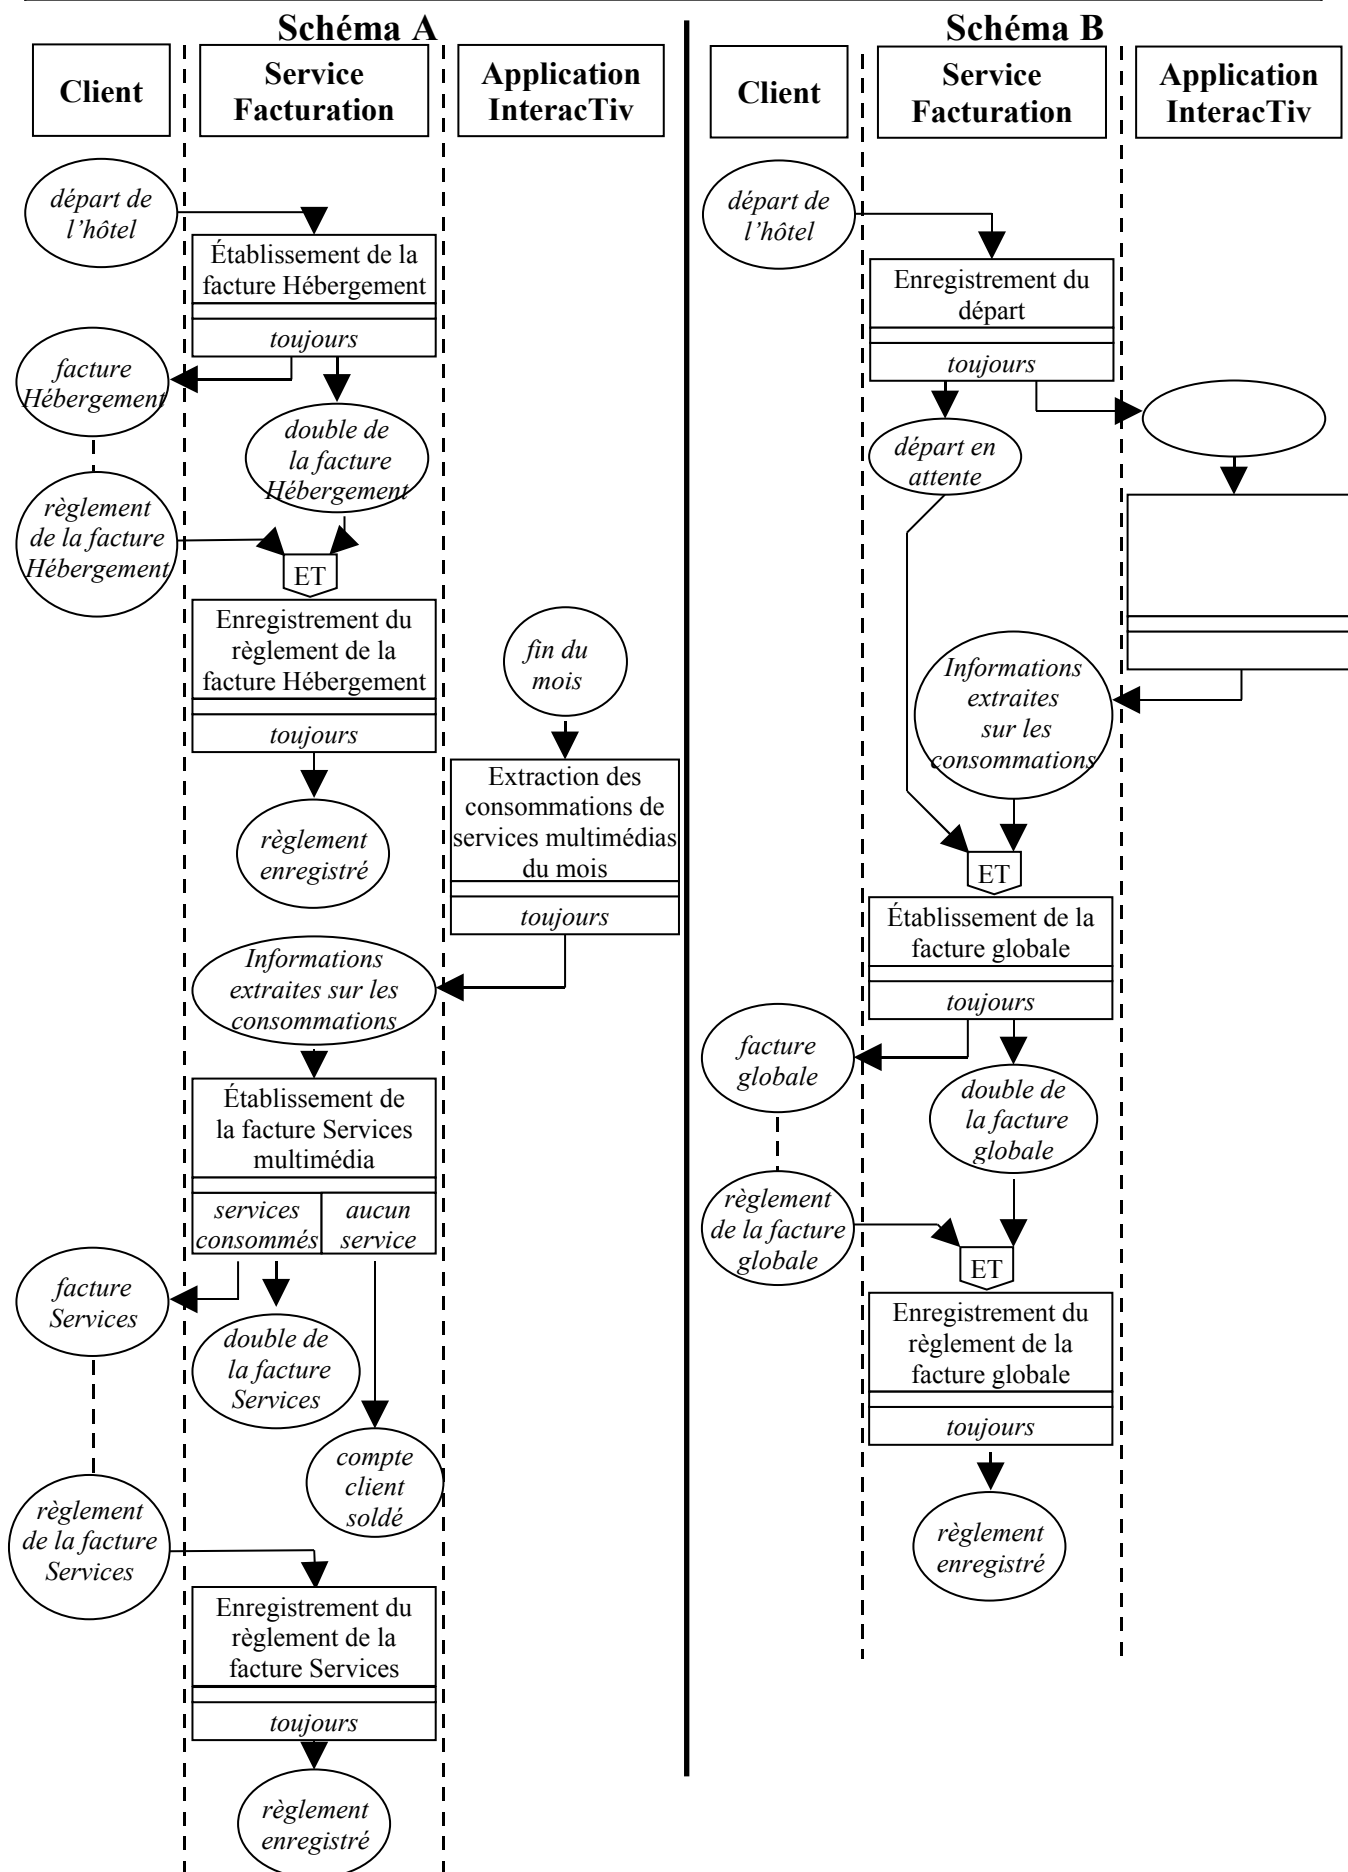 Schéma A
Client
Service
Facturation
Application
InteracTiv
départ de
l'hôtel
Établissement de la
facture Hébergement
toujours
facture
Hébergement
double de
la facture
Hébergement
règlement
de la facture
Hébergement
ET
Enregistrement du
règlement de la
facture Hébergement
toujours
règlement
enregistré
fin du
mois
Extraction des
consommations de
services multimédias
du mois
toujours
Informations
extraites sur les
consommations
Établissement de
la facture Services
multimédia
services
consommés
aucun
service
facture
Services
double de
la facture
Services
compte
client
soldé
règlement
de la facture
Services
Enregistrement du
règlement de la
facture Services
toujours
règlement
enregistré
Schéma B
Client
Service
Facturation
Application
InteracTiv
départ de
l'hôtel
Enregistrement du
départ
toujours
départ en
attente
Informations
extraites
sur les
consommations
ET
Établissement de la
facture globale
toujours
facture
globale
double de
la facture
globale
règlement
de la facture
globale
ET
Enregistrement du
règlement de la
facture globale
toujours
règlement
enregistré